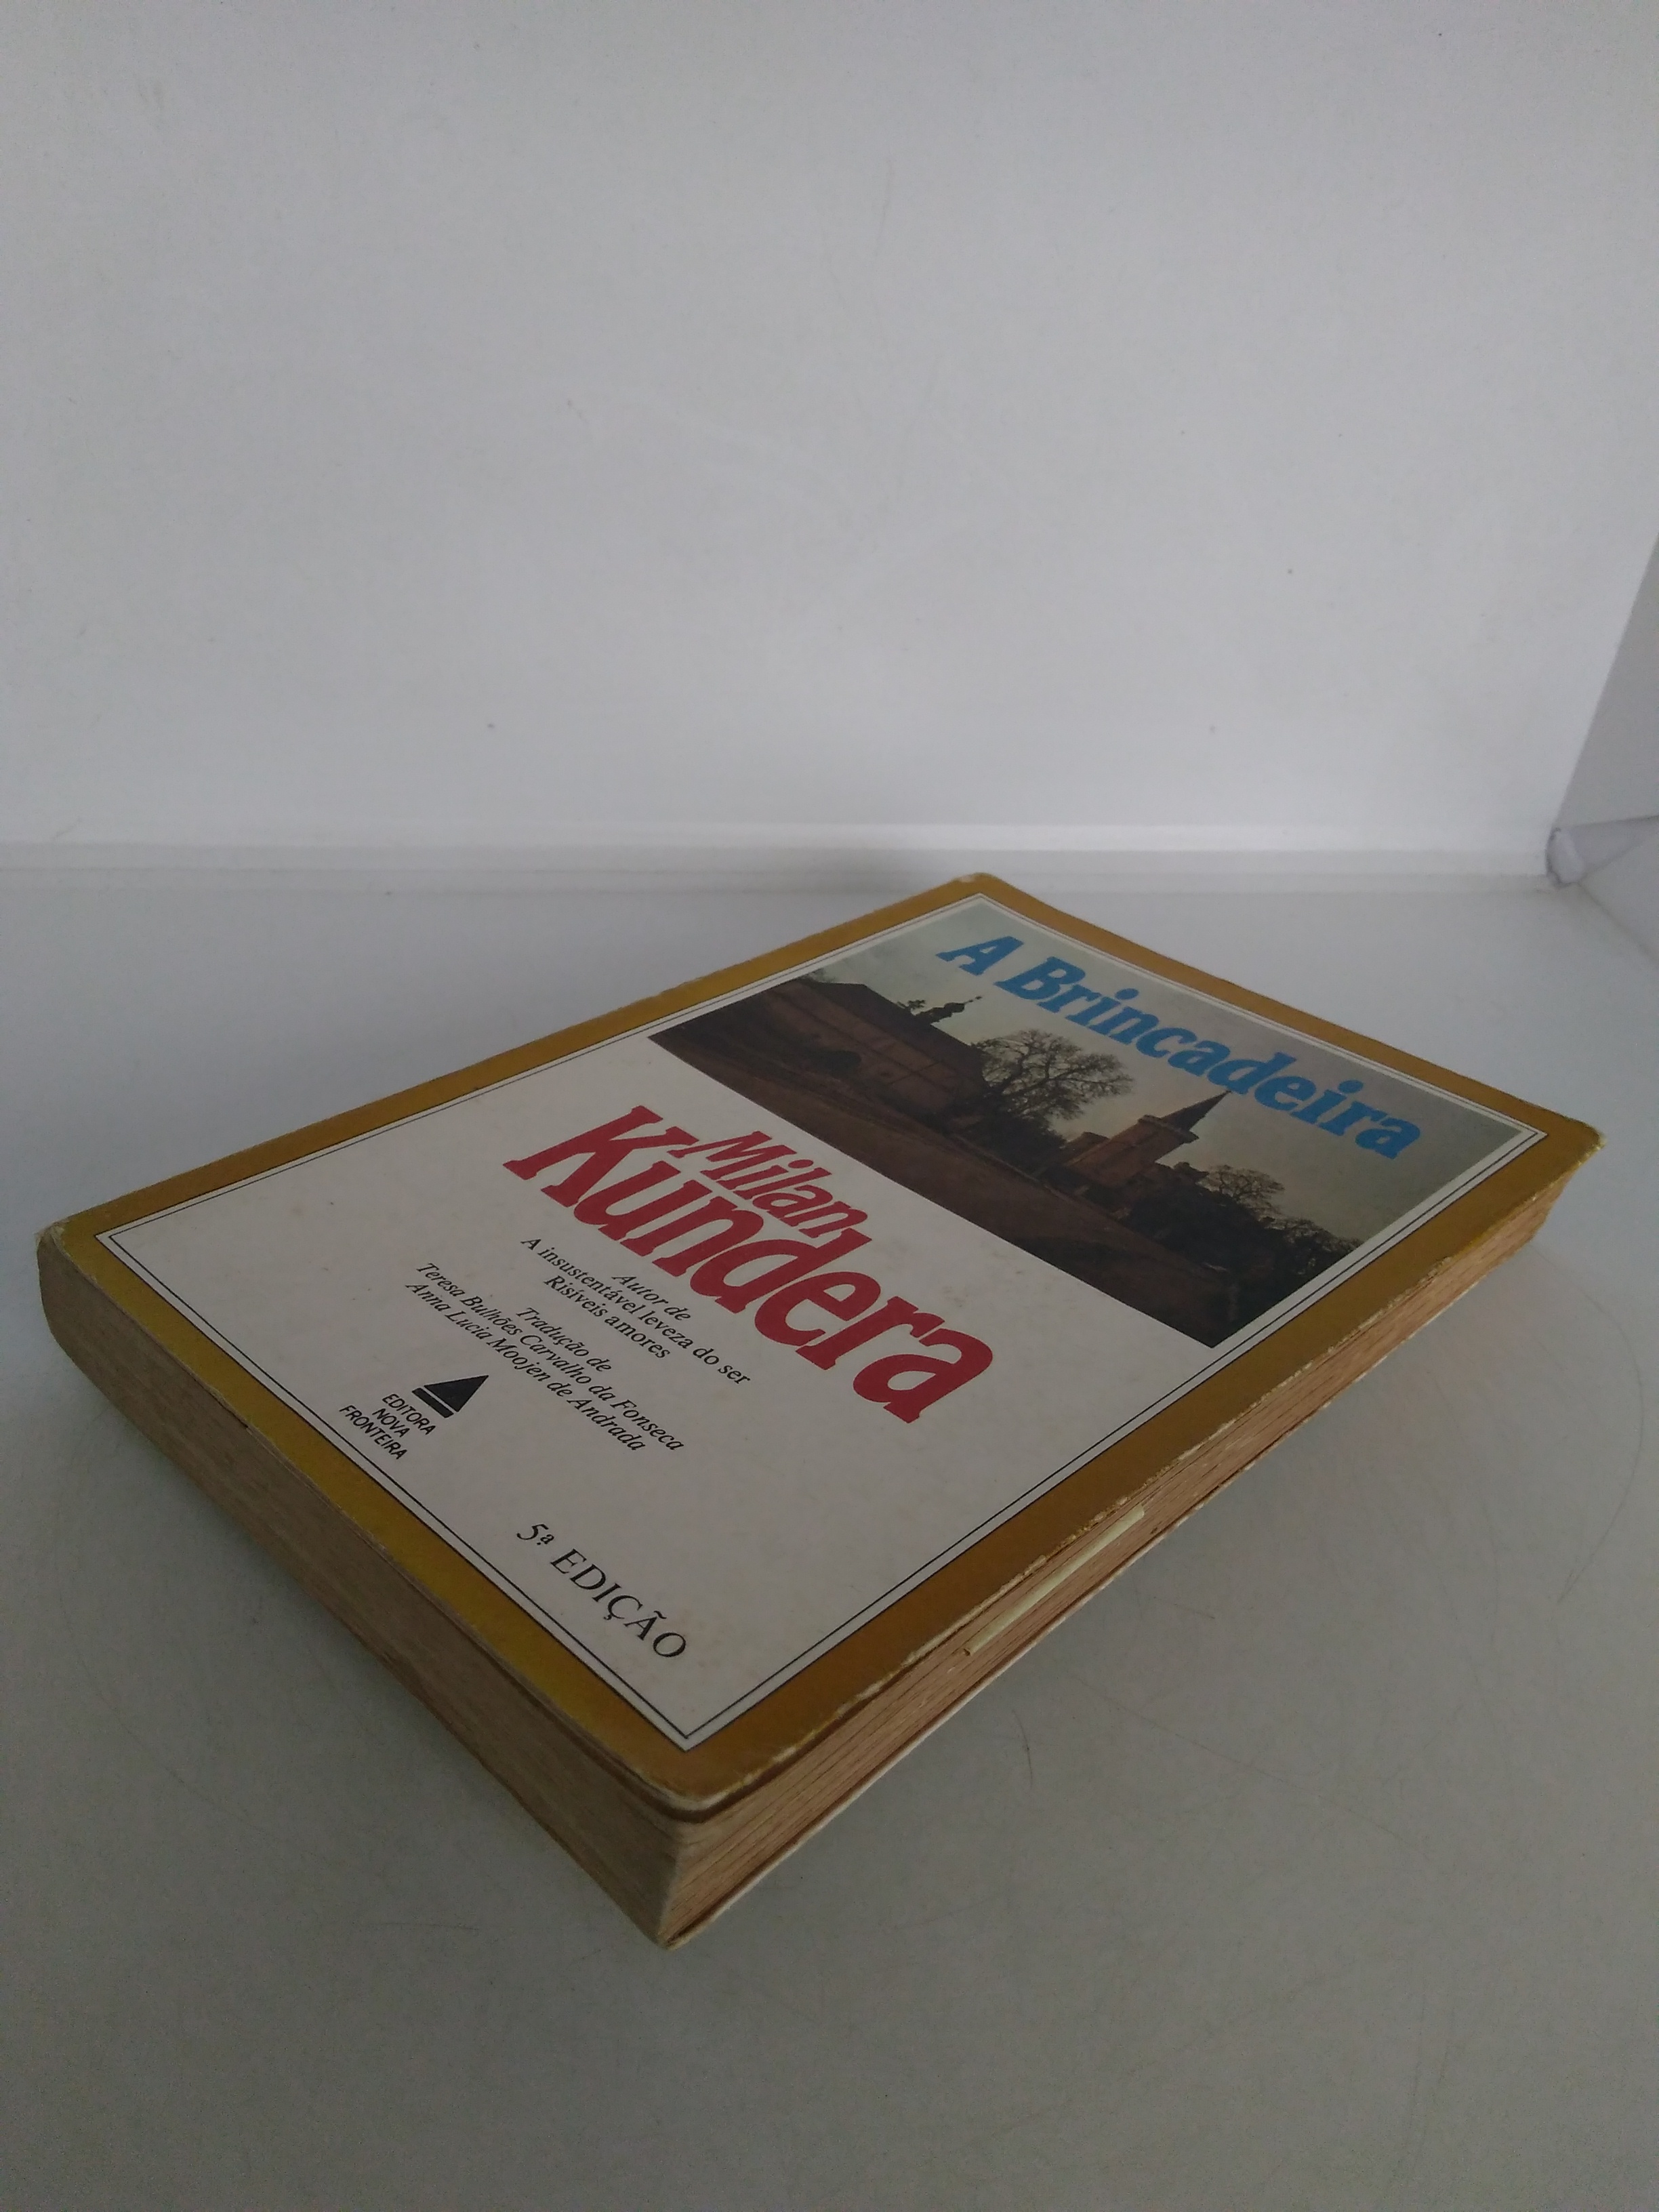 A Brincadeira
Milan
Kundera
Autor de
A insustentável leveza do ser
Risíveis amores
Tradução de
Teresa Bulhões Carvalho da Fonseca
Anna Lucia Moojen de Andrada
EDITORA
NOVA
FRONTEIRA
5ª EDIÇÃO